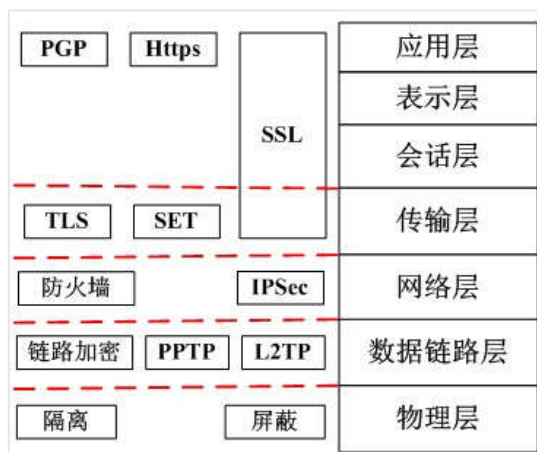 PGP Https 应用层
表示层
SSL
会话层
TLS SET 传输层
防火墙 IPSec 网络层
链路加密 PPTP L2TP 数据链路层
隔离 屏蔽 物理层